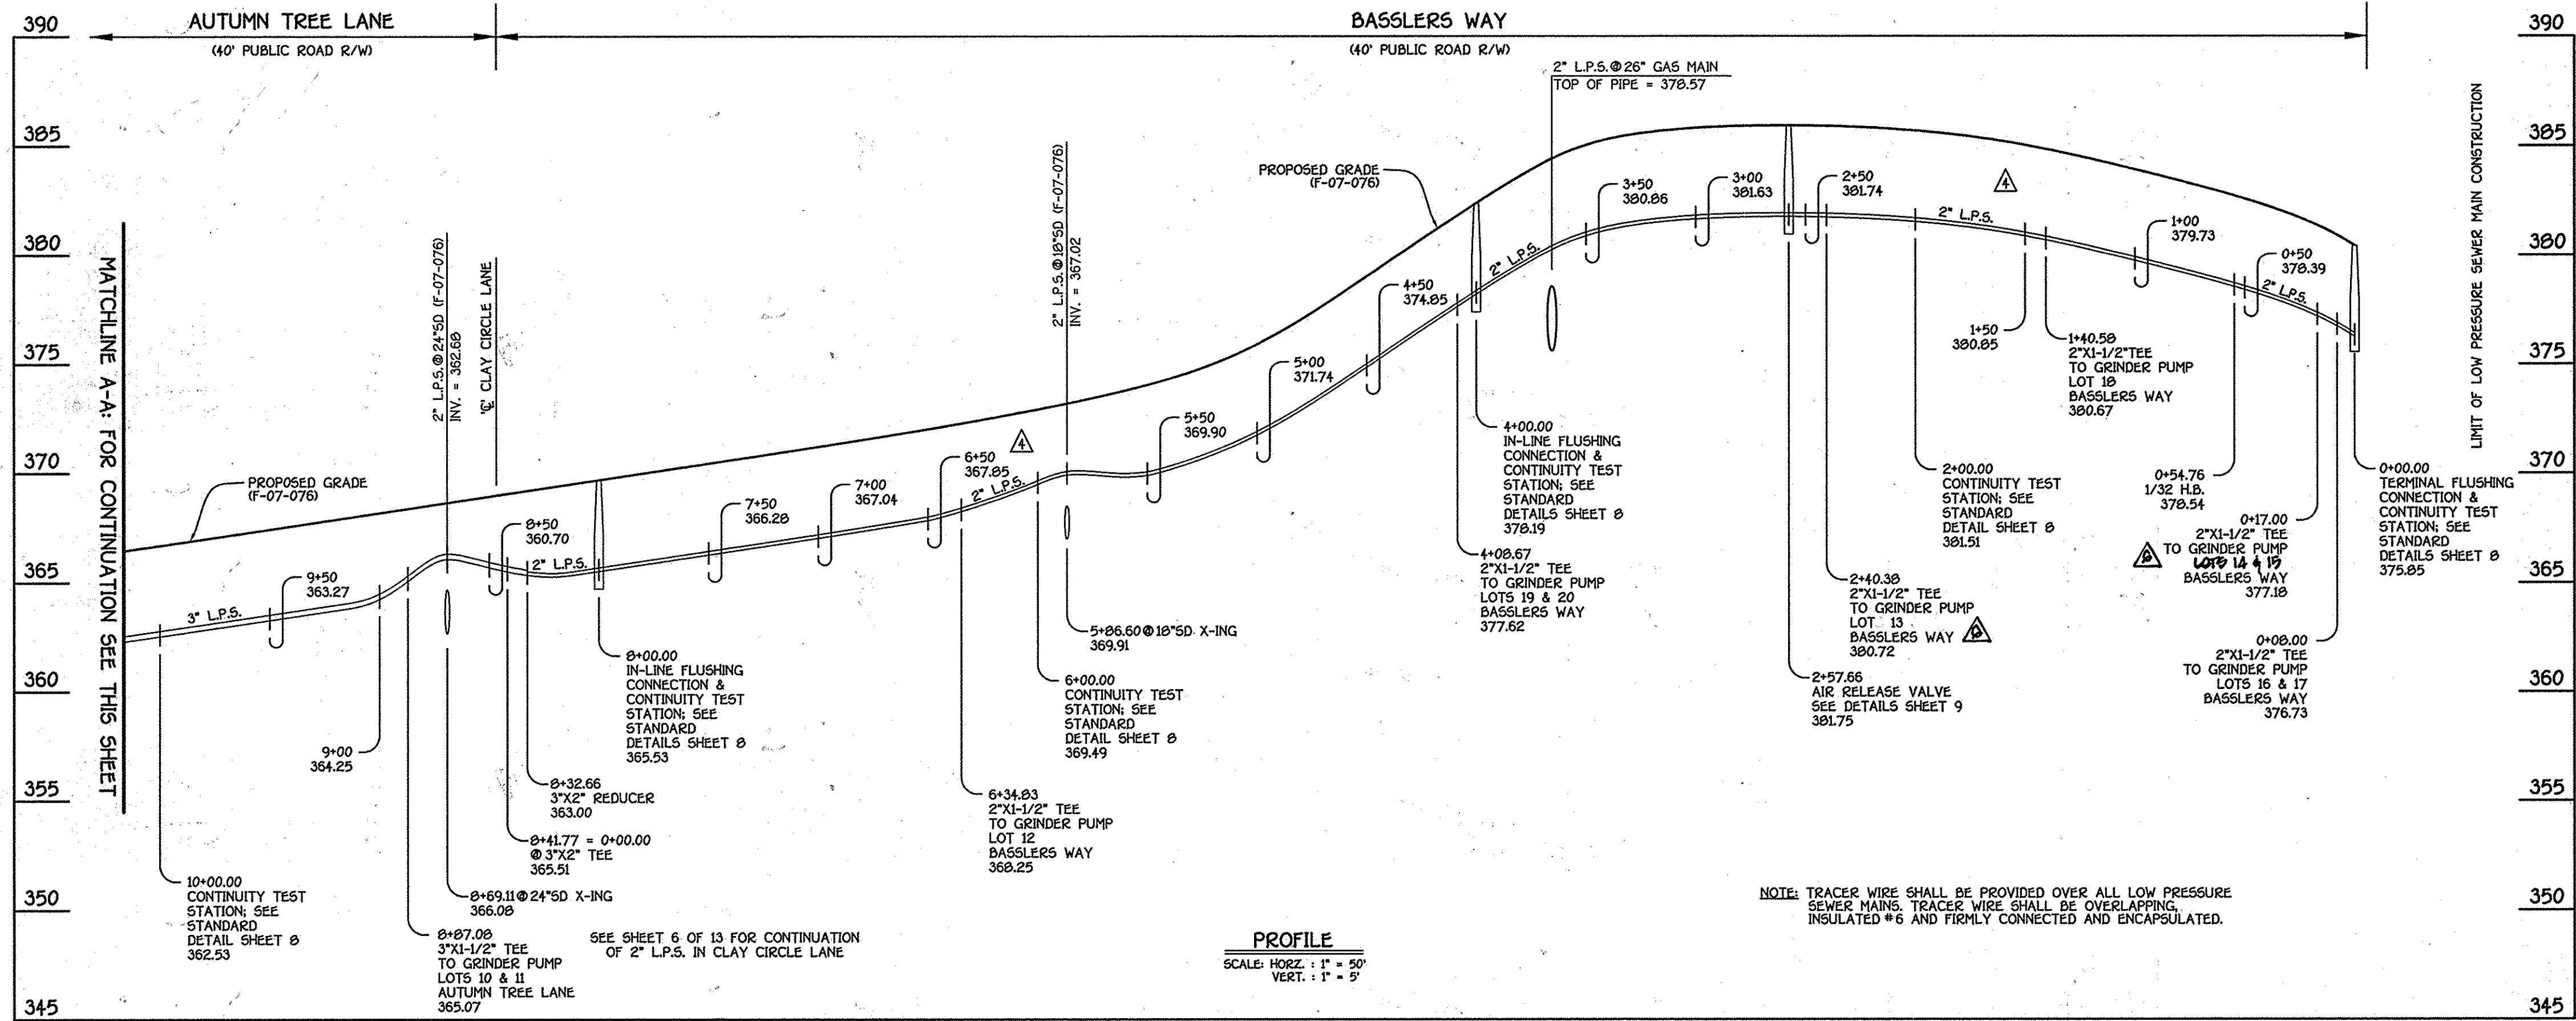 390
AUTUMN TREE LANE
(40' PUBLIC ROAD R/W)
BASSLERS WAY
(40' PUBLIC ROAD R/W)
390
385
380
375
370
365
360
355
350
345
385
380
375
370
365
360
355
350
345
MATCHLINE A-A: FOR CONTINUATION SEE THIS SHEET
PROPOSED GRADE
(F-07-076)
3" L.P.S.
10+00.00
CONTINUITY TEST
STATION; SEE
STANDARD
DETAIL SHEET 8
362.53
9+50
363.27
9+00
364.25
8+87.08
3"X1-1/2" TEE
TO GRINDER PUMP
LOTS 10 & 11
AUTUMN TREE LANE
365.07
2" L.P.S.@24"SD (F-07-076)
INV. = 362.68
8+69.11@24"SD X-ING
366.08
'℄' CLAY CIRCLE LANE
8+50
360.70
8+41.77 = 0+00.00
@ 3"X2" TEE
365.51
8+32.66
3"X2" REDUCER
363.00
2" L.P.S.
8+00.00
IN-LINE FLUSHING
CONNECTION &
CONTINUITY TEST
STATION; SEE
STANDARD
DETAILS SHEET 8
365.53
SEE SHEET 6 OF 13 FOR CONTINUATION
OF 2" L.P.S. IN CLAY CIRCLE LANE
7+50
366.28
7+00
367.04
6+50
367.85
2" L.P.S.
4
6+34.83
2"X1-1/2" TEE
TO GRINDER PUMP
LOT 12
BASSLERS WAY
368.25
6+00.00
CONTINUITY TEST
STATION; SEE
STANDARD
DETAIL SHEET 8
369.49
2" L.P.S.@18"SD (F-07-076)
INV. = 367.02
5+86.60@18"SD X-ING
369.91
5+50
369.90
5+00
371.74
4+50
374.85
PROPOSED GRADE
(F-07-076)
4+08.67
2"X1-1/2" TEE
TO GRINDER PUMP
LOTS 19 & 20
BASSLERS WAY
377.62
4+00.00
IN-LINE FLUSHING
CONNECTION &
CONTINUITY TEST
STATION; SEE
STANDARD
DETAILS SHEET 8
378.19
2" L.P.S.
2" L.P.S.@26" GAS MAIN
TOP OF PIPE = 378.57
3+50
380.86
3+00
381.63
2+57.66
AIR RELEASE VALVE
SEE DETAILS SHEET 9
381.75
2+50
381.74
2+40.38
2"X1-1/2" TEE
TO GRINDER PUMP
LOT 13
BASSLERS WAY
380.72
2+00.00
CONTINUITY TEST
STATION; SEE
STANDARD
DETAIL SHEET 8
381.51
2" L.P.S.
4
1+50
380.85
1+40.58
2"X1-1/2"TEE
TO GRINDER PUMP
LOT 18
BASSLERS WAY
380.67
1+00
379.73
0+54.76
1/32 H.B.
378.54
0+50
378.39
2" L.P.S.
0+17.00
2"X1-1/2" TEE
TO GRINDER PUMP
LOTS 14 & 15
BASSLERS WAY
377.18
0+08.00
2"X1-1/2" TEE
TO GRINDER PUMP
LOTS 16 & 17
BASSLERS WAY
376.73
0+00.00
TERMINAL FLUSHING
CONNECTION &
CONTINUITY TEST
STATION; SEE
STANDARD
DETAILS SHEET 8
375.85
LIMIT OF LOW PRESSURE SEWER MAIN CONSTRUCTION
NOTE: TRACER WIRE SHALL BE PROVIDED OVER ALL LOW PRESSURE
SEWER MAINS. TRACER WIRE SHALL BE OVERLAPPING,
INSULATED #6 AND FIRMLY CONNECTED AND ENCAPSULATED.
PROFILE
SCALE: HORZ. : 1" = 50'
VERT. : 1" = 5'